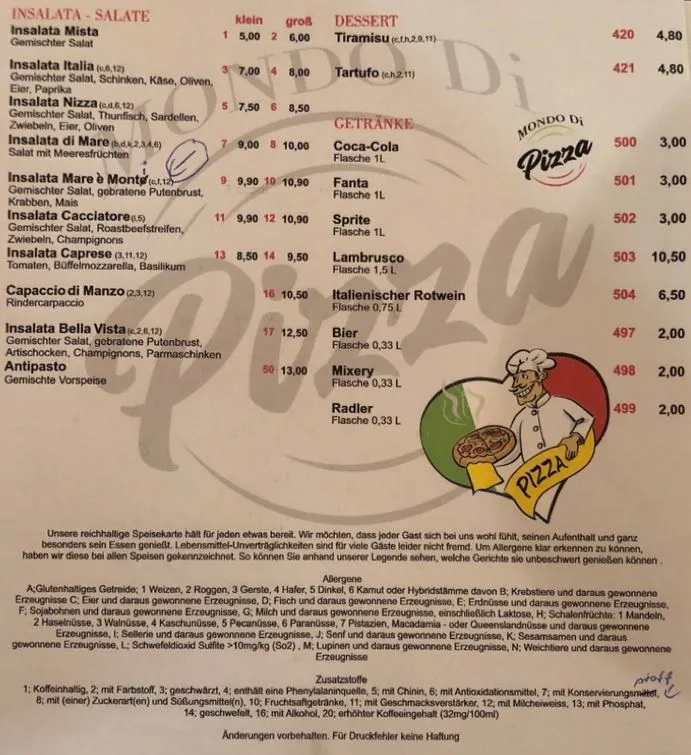 INSALATA - SALATE klein groß
Insalata Mista 1 5,00 2 6,00
Gemischter Salat
Insalata Italia (c,6,12) 3 7,00 4 8,00
Gemischter Salat, Schinken, Käse, Oliven,
Eier, Paprika
Insalata Nizza (c,d,6,12) 5 7,50 6 8,50
Gemischter Salat, Thunfisch, Sardellen,
Zwiebeln, Eier, Oliven
Insalata di Mare (b,d,k,2,3,4,6) 7 9,00 8 10,00
Salat mit Meeresfrüchten
Insalata Mare è Monte (c,f,12) 9 9,90 10 10,90
Gemischter Salat, gebratene Putenbrust,
Krabben, Mais
Insalata Cacciatore (i,5) 11 9,90 12 10,90
Gemischter Salat, Roastbeefstreifen,
Zwiebeln, Champignons
Insalata Caprese (3,11,12) 13 8,50 14 9,50
Tomaten, Büffelmozzarella, Basilikum
Capaccio di Manzo (2,3,12) 16 10,50
Rindercarpaccio
Insalata Bella Vista (c,2,6,12) 17 12,50
Gemischter Salat, gebratene Putenbrust,
Artischocken, Champignons, Parmaschinken
Antipasto 50 13,00
Gemischte Vorspeise
DESSERT
Tiramisu (c,f,h,2,9,11) 420 4,80
Tartufo (c,h,2,11) 421 4,80
GETRÄNKE
MONDO Di
Pizza
Coca-Cola 500 3,00
Flasche 1L
Fanta 501 3,00
Flasche 1L
Sprite 502 3,00
Flasche 1L
Lambrusco 503 10,50
Flasche 1,5 L
Italienischer Rotwein 504 6,50
Flasche 0,75 L
Bier 497 2,00
Flasche 0,33 L
Mixery 498 2,00
Flasche 0,33 L
Radler 499 2,00
Flasche 0,33 L
PIZZA
MONDO Di
Pizza
Unsere reichhaltige Speisekarte hält für jeden etwas bereit. Wir möchten, dass jeder Gast sich bei uns wohl fühlt, seinen Aufenthalt und ganz
besonders sein Essen genießt. Lebensmittel-Unverträglichkeiten sind für viele Gäste leider nicht fremd. Um Allergene klar erkennen zu können,
haben wir diese bei allen Speisen gekennzeichnet. So können Sie anhand unserer Legende sehen, welche Gerichte sie unbeschwert genießen können .
Allergene
A;Glutenhaltiges Getreide; 1 Weizen, 2 Roggen, 3 Gerste, 4 Hafer, 5 Dinkel, 6 Kamut oder Hybridstämme davon B; Krebstiere und daraus gewonnene
Erzeugnisse C; Eier und daraus gewonnene Erzeugnisse, D; Fisch und daraus gewonnene Erzeugnisse, E; Erdnüsse und daraus gewonnene Erzeugnisse,
F; Sojabohnen und daraus gewonnene Erzeugnisse, G; Milch und daraus gewonnene Erzeugnisse, einschließlich Laktose, H; Schalenfrüchte: 1 Mandeln,
2 Haselnüsse, 3 Walnüsse, 4 Kaschunüsse, 5 Pecanüsse, 6 Paranüsse, 7 Pistazien, Macadamia - oder Queenslandnüsse und daraus gewonnene
Erzeugnisse, I; Sellerie und daraus gewonnene Erzeugnisse, J; Senf und daraus gewonnene Erzeugnisse, K; Sesamsamen und daraus
gewonnene Erzeugnisse, L; Schwefeldioxid Sulfite >10mg/kg (So2) , M; Lupinen und daraus gewonnene Erzeugnisse, N; Weichtiere und daraus gewonnene
Erzeugnisse
Zusatzstoffe
stoff
1; Koffeinhaltig, 2; mit Farbstoff, 3; geschwärzt, 4; enthält eine Phenylalaninquelle, 5; mit Chinin, 6; mit Antioxidationsmittel, 7; mit Konservierungsmittel,
8; mit (einer) Zuckerart(en) und Süßungsmittel(n), 10; Fruchtsaftgetränke, 11; mit Geschmacksverstärker, 12; mit Milcheiweiss, 13; mit Phosphat,
14; geschwefelt, 16; mit Alkohol, 20; erhöhter Koffeingehalt (32mg/100ml)
Änderungen vorbehalten. Für Druckfehler keine Haftung